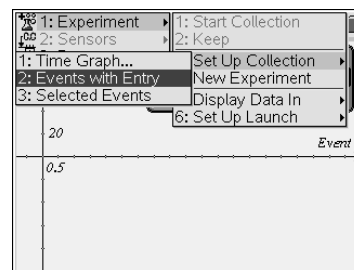 1: Experiment
1: Start Collection
2: Sensors
2: Keep
1: Time Graph...
Set Up Collection
2: Events with Entry
New Experiment
3: Selected Events
Display Data In
6: Set Up Launch
20
Event
0.5